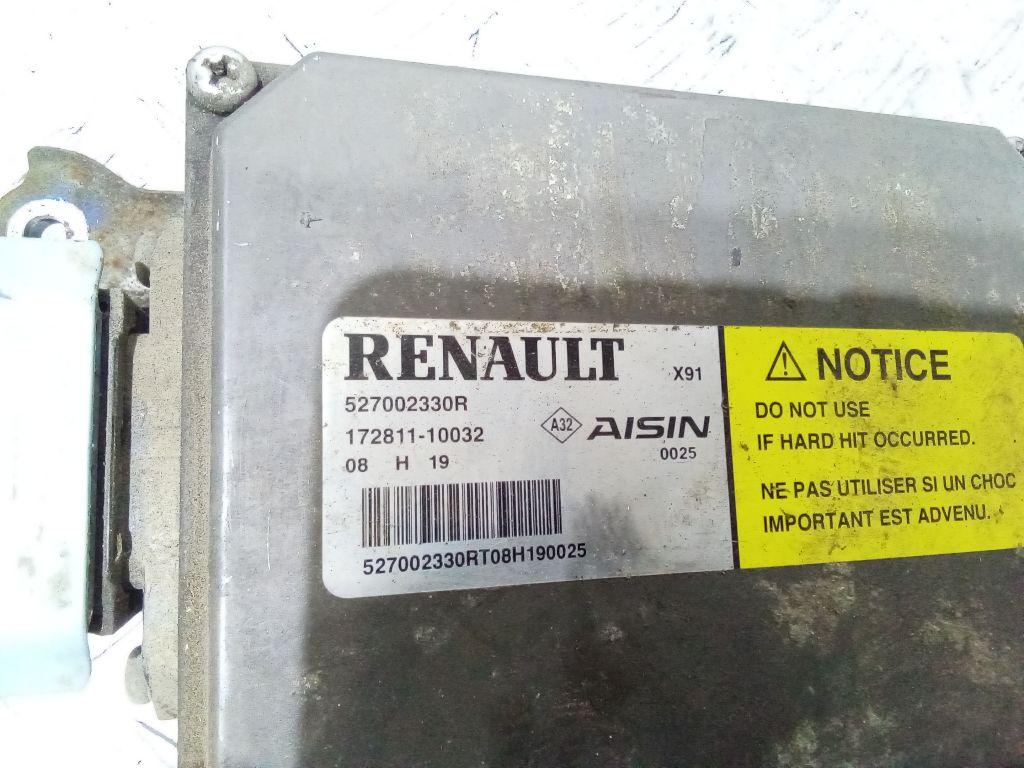 RENAULT
X91
527002330R
172811-10032
A32
AISIN
08 H 19
0025
527002330RT08H190025
NOTICE
DO NOT USE
IF HARD HIT OCCURRED.
NE PAS UTILISER SI UN CHOC
IMPORTANT EST ADVENU.